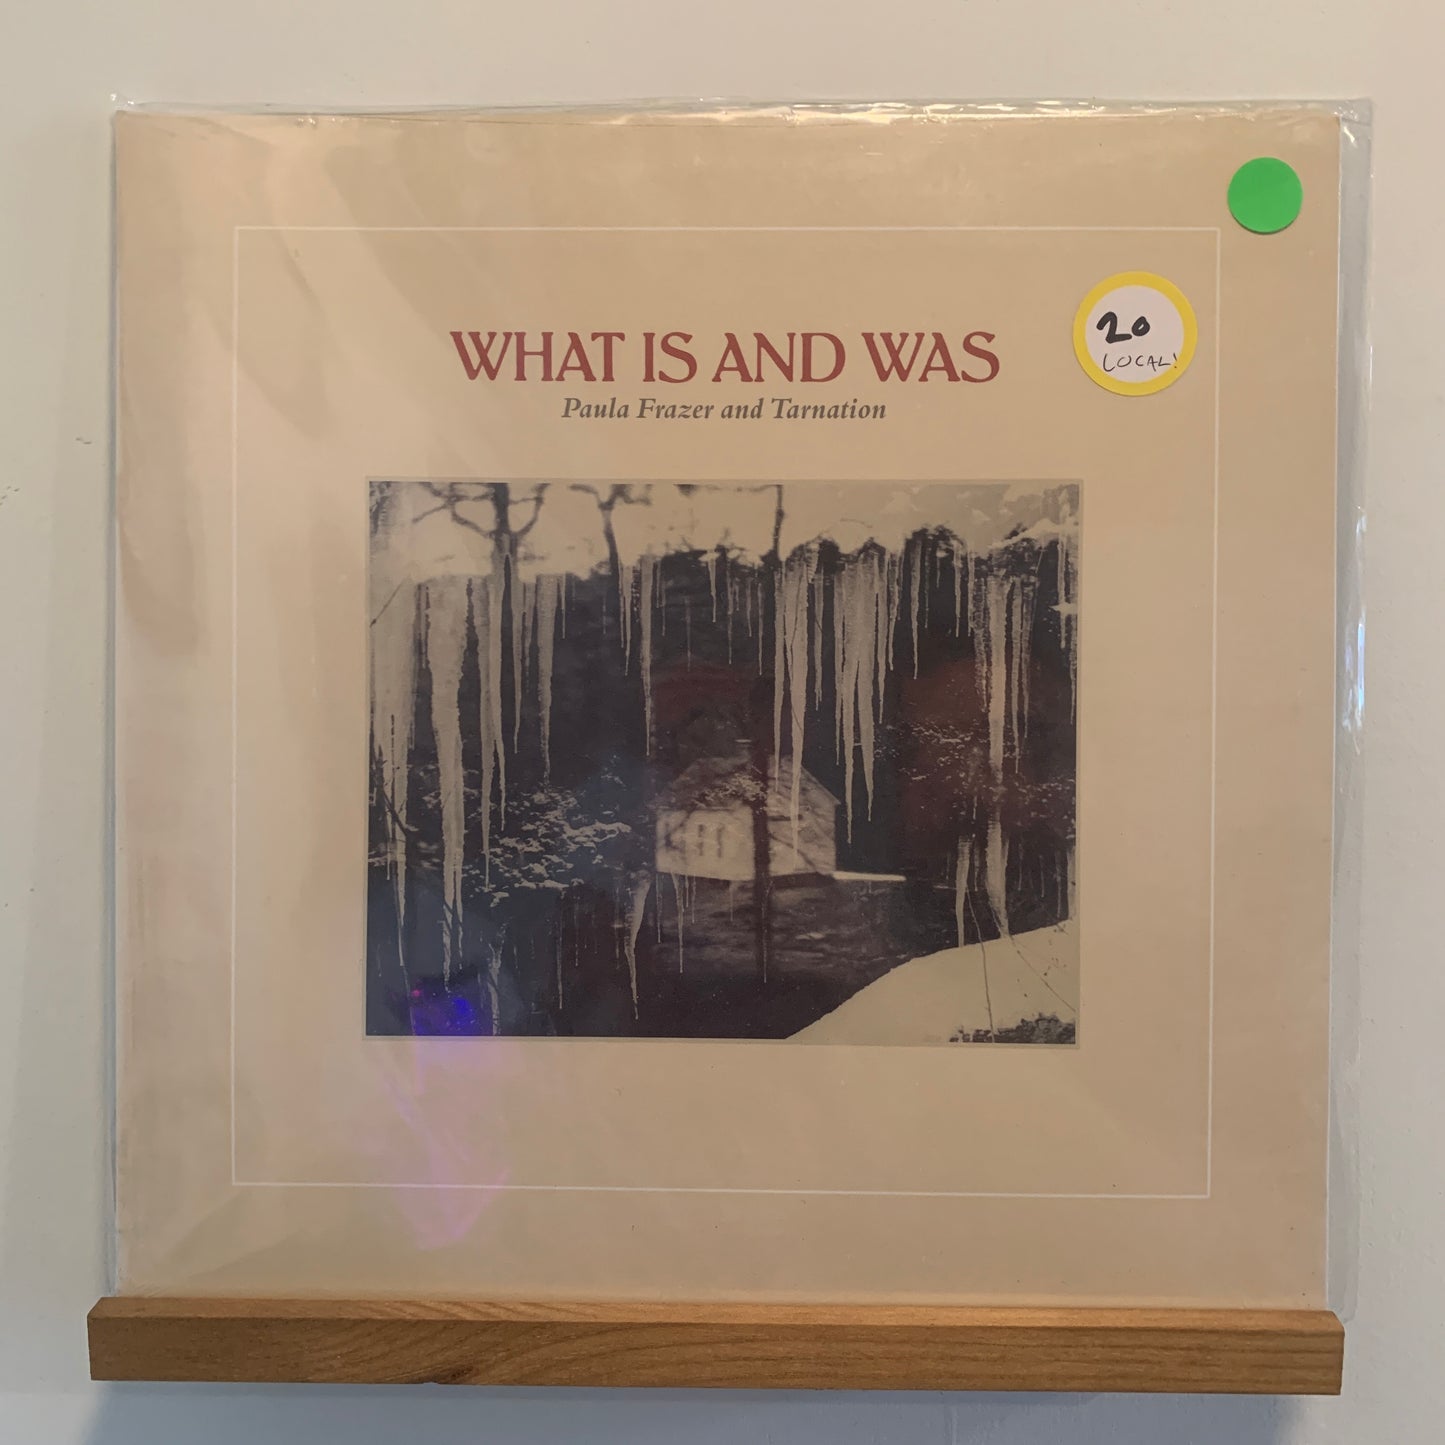 WHAT IS AND WAS
Paula Frazer and Tarnation
20
LOCAL!